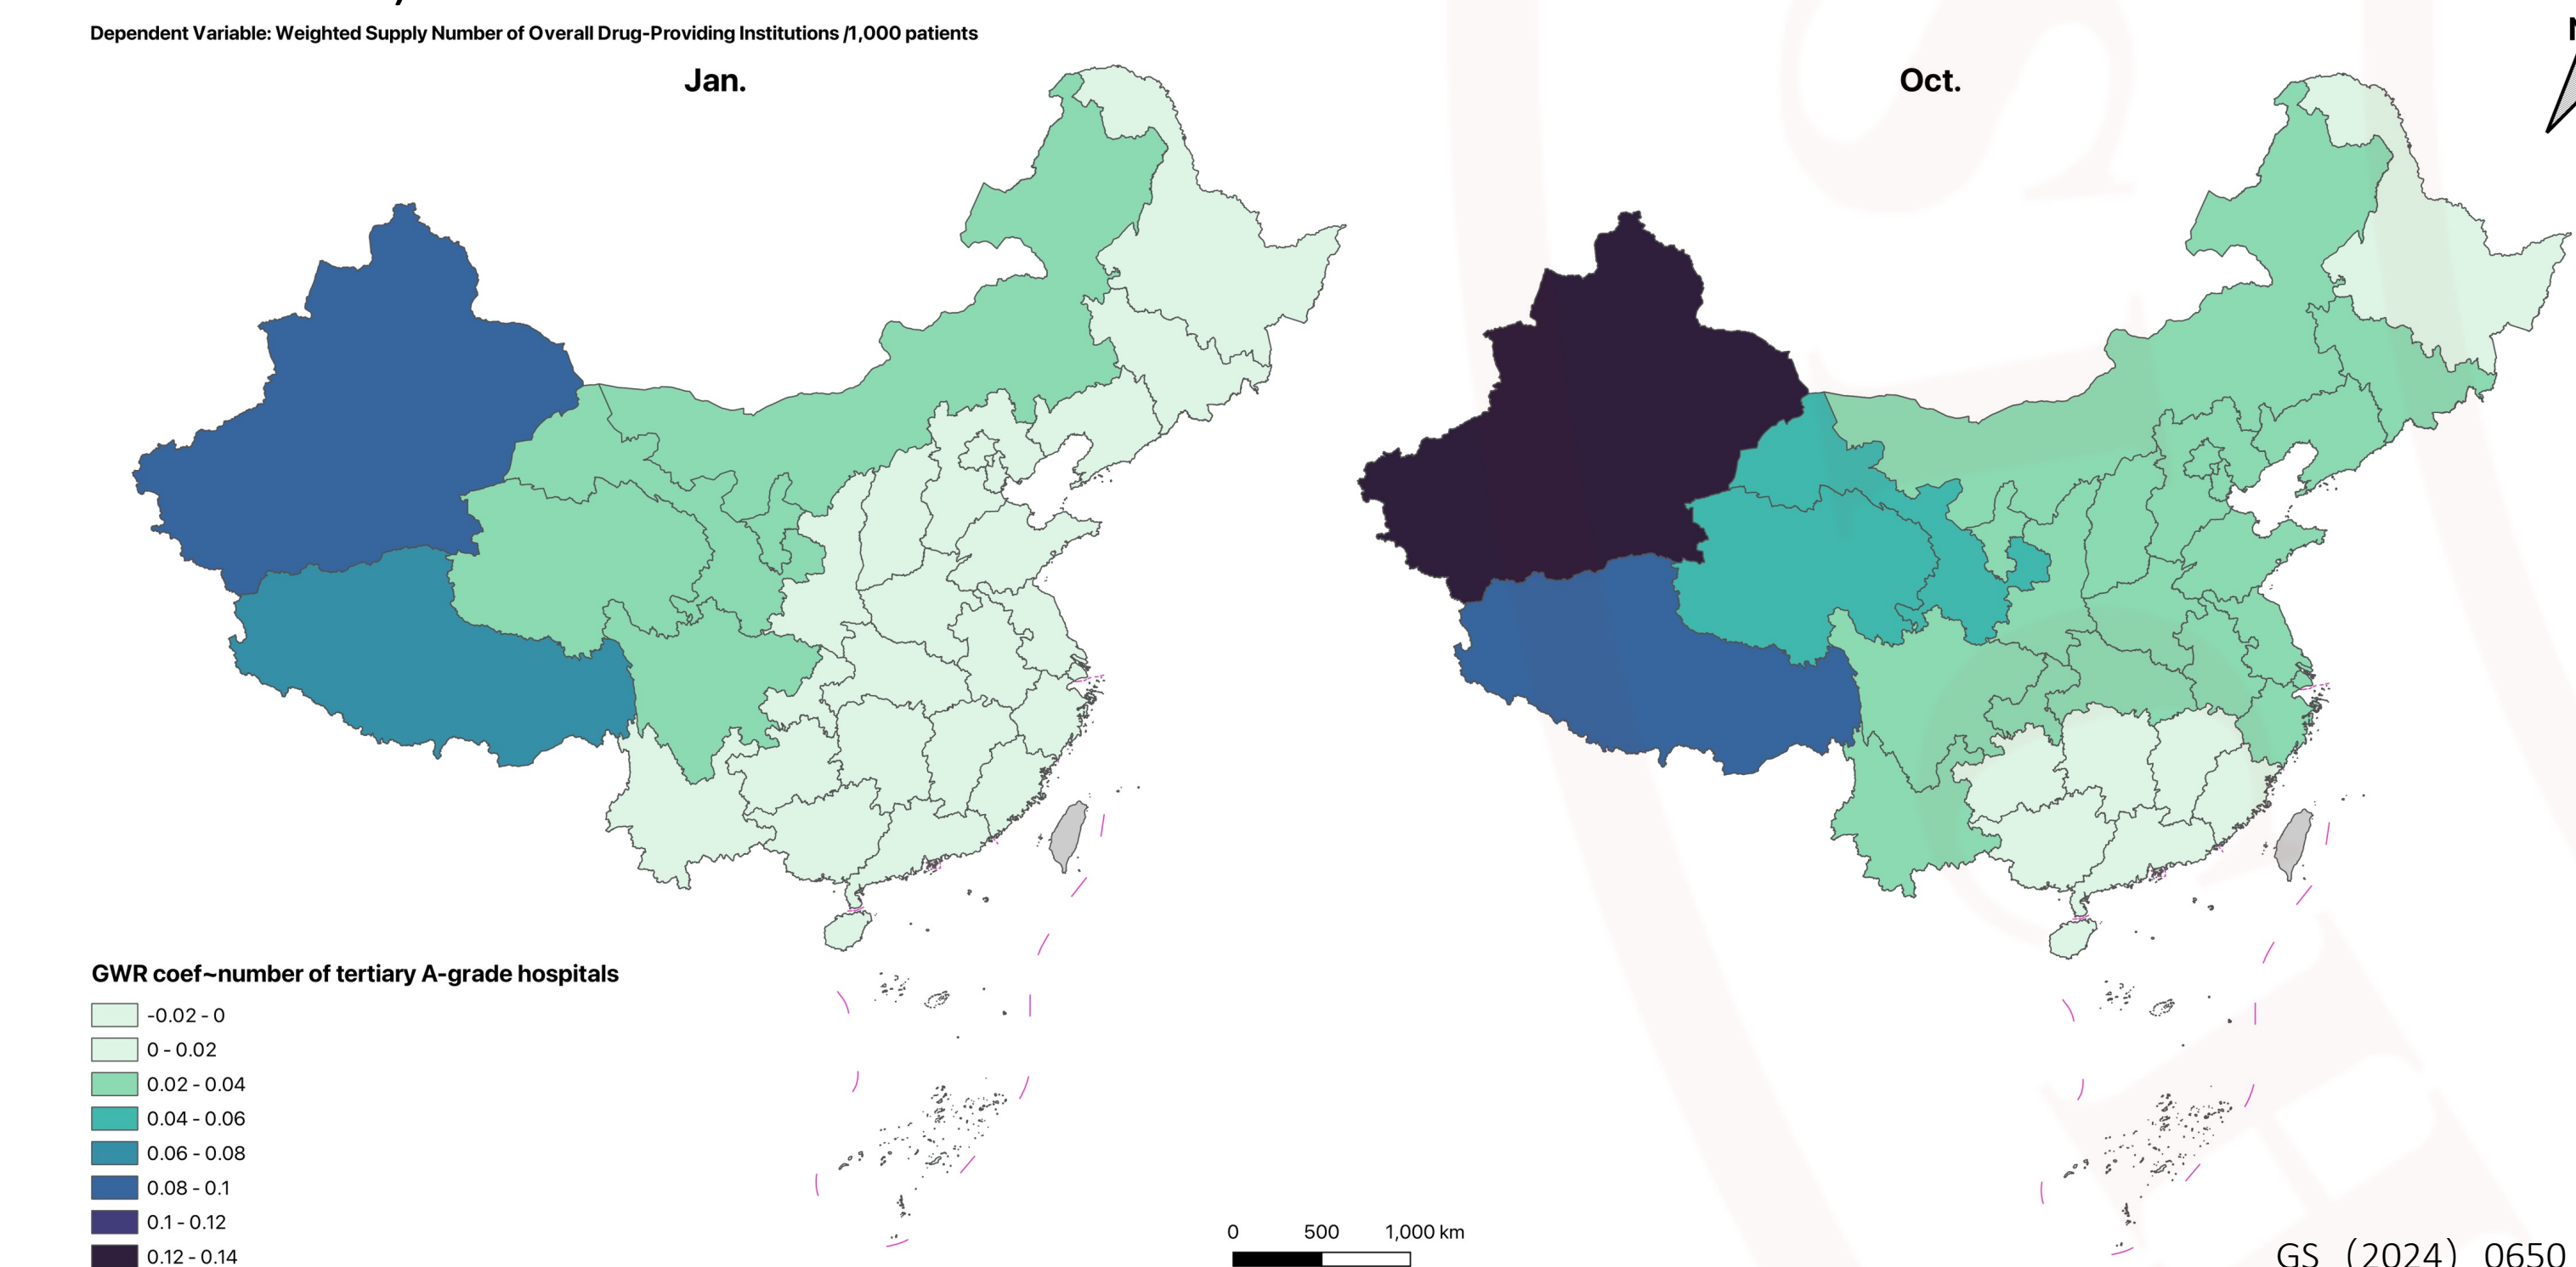 Dependent Variable: Weighted Supply Number of Overall Drug-Providing Institutions /1,000 patients
Jan.
Oct.
GWR coef~number of tertiary A-grade hospitals
-0.02 - 0
0 - 0.02
0.02 - 0.04
0.04 - 0.06
0.06 - 0.08
0.08 - 0.1
0.1 - 0.12
0.12 - 0.14
0 500 1,000 km
GS（2024）0650